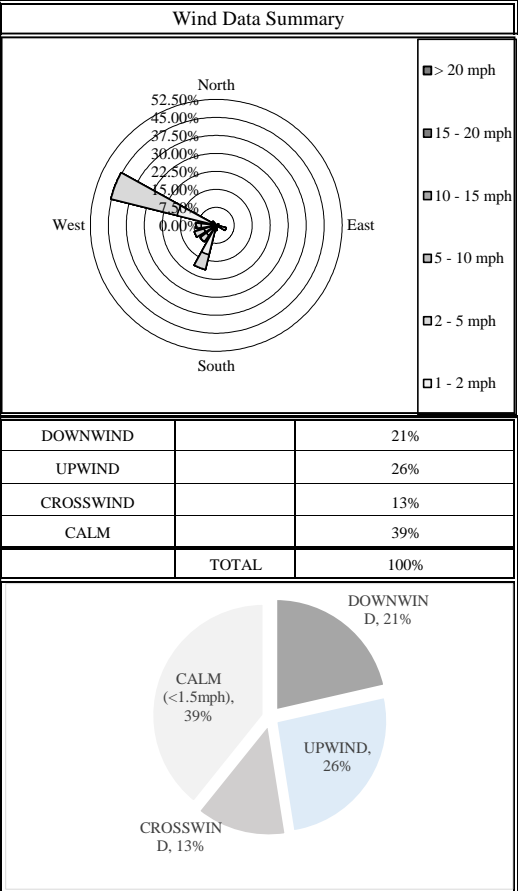 Wind Data Summary
North
52.50%
45.00%
37.50%
30.00%
22.50%
15.00%
7.50%
0.00%
West
East
South
> 20 mph
15 - 20 mph
10 - 15 mph
5 - 10 mph
2 - 5 mph
1 - 2 mph
DOWNWIND 21%
UPWIND 26%
CROSSWIND 13%
CALM 39%
TOTAL 100%
DOWNWIN
D, 21%
UPWIND,
26%
CROSSWIN
D, 13%
CALM
(<1.5mph),
39%